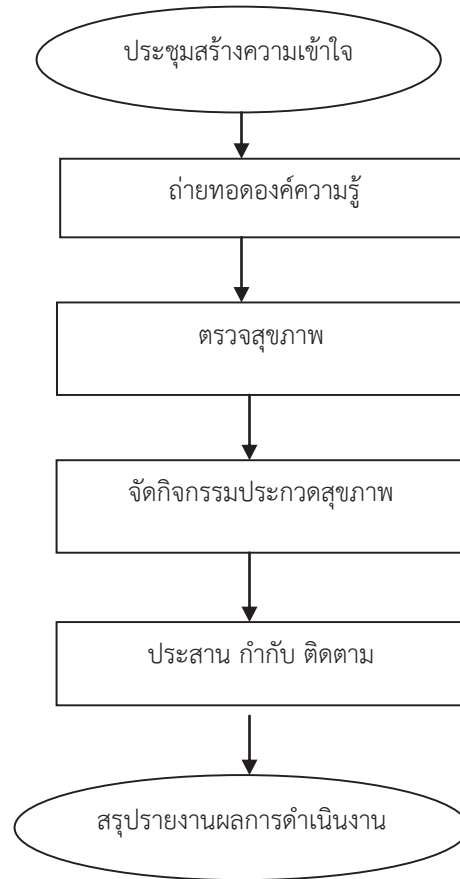 ประชุมสร้างความเข้าใจ
ถ่ายทอดองค์ความรู้
ตรวจสุขภาพ
จัดกิจกรรมประกวดสุขภาพ
ประสาน กำกับ ติดตาม
สรุปรายงานผลการดำเนินงาน